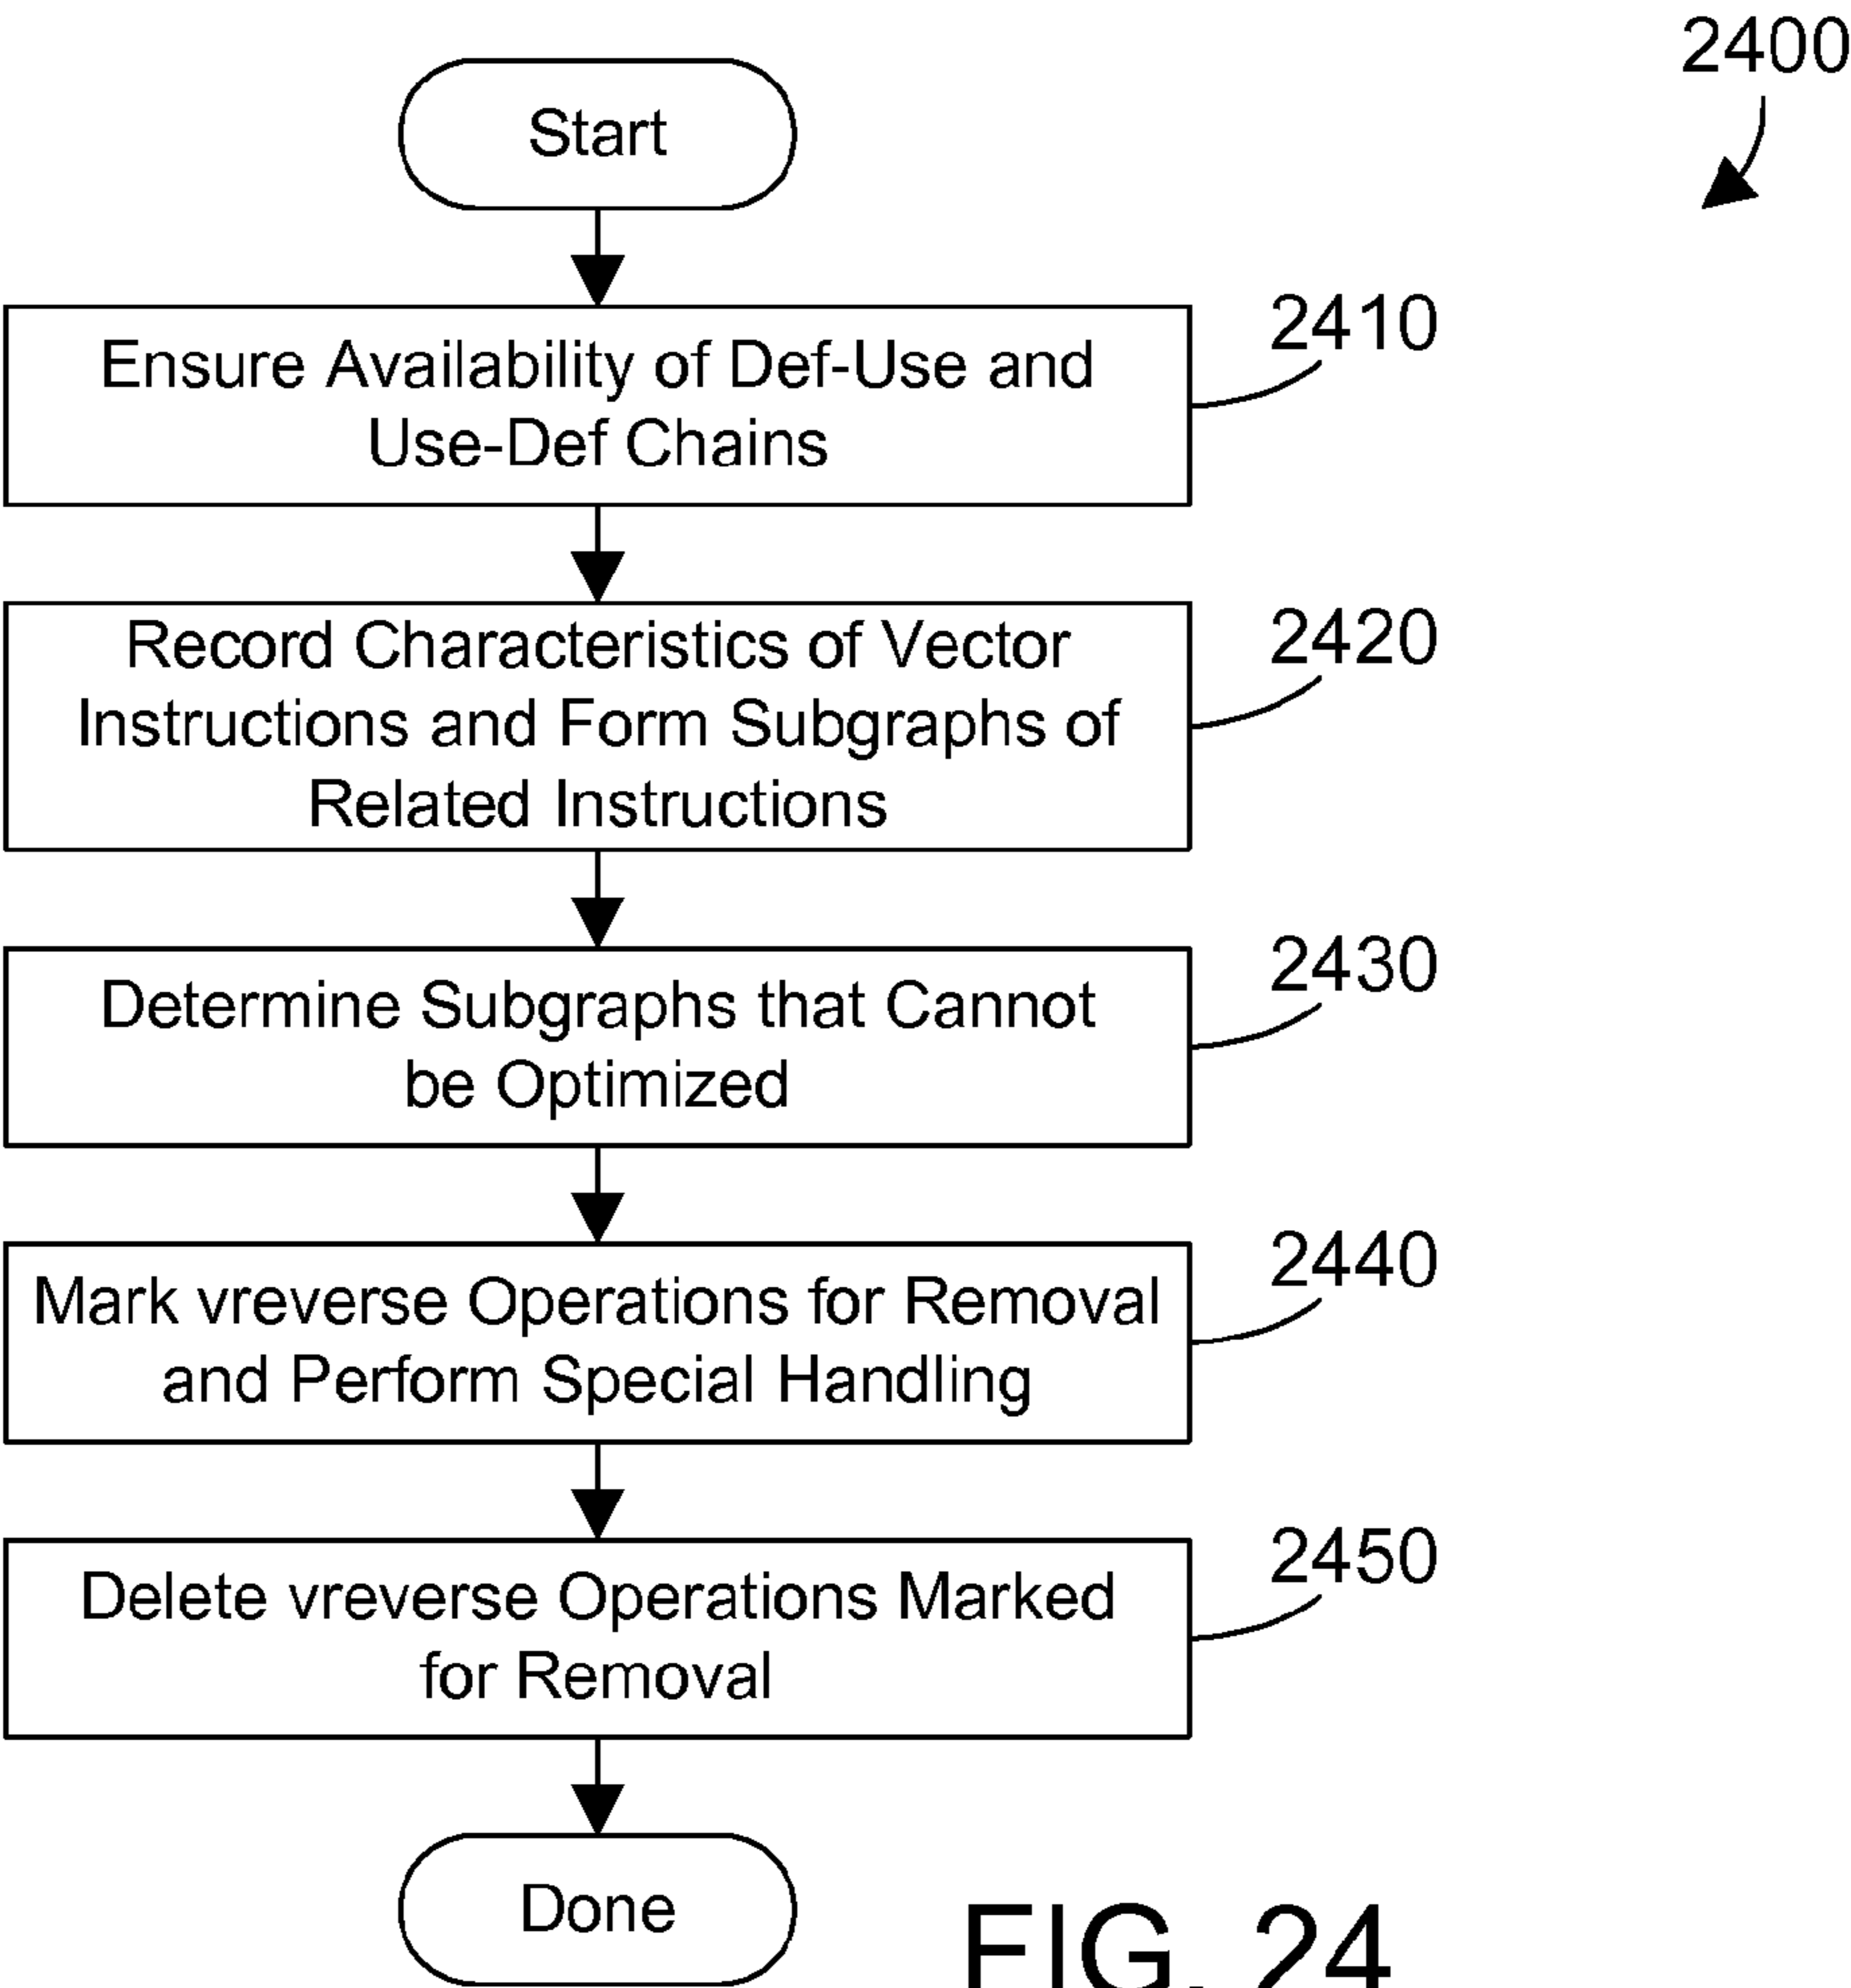 2400
Start
Ensure Availability of Def-Use and
Use-Def Chains
2410
Record Characteristics of Vector
Instructions and Form Subgraphs of
Related Instructions
2420
Determine Subgraphs that Cannot
be Optimized
2430
Mark vreverse Operations for Removal
and Perform Special Handling
2440
Delete vreverse Operations Marked
for Removal
2450
Done
FIG. 24